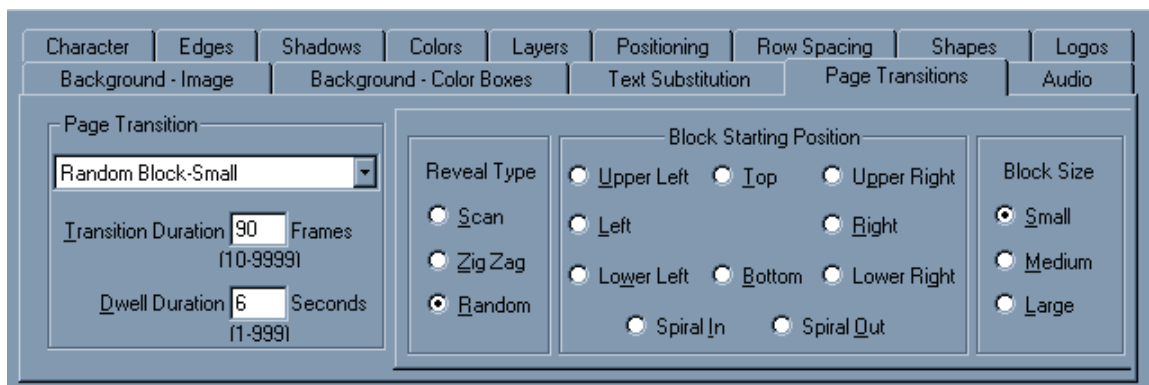 Character Edges Shadows Colors Layers Positioning Row Spacing Shapes Logos
Background - Image Background - Color Boxes Text Substitution Page Transitions Audio
Page Transition
Random Block-Small
Transition Duration 90 Frames
(10-9999)
Dwell Duration 6 Seconds
(1-999)
Reveal Type
Scan
Zig Zag
Random
Block Starting Position
Upper Left Top Upper Right
Left Right
Lower Left Bottom Lower Right
Spiral In Spiral Out
Block Size
Small
Medium
Large